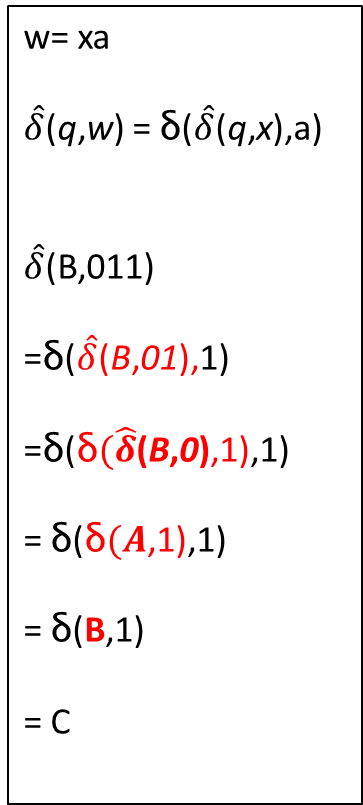 w= xa
δ̂(q,w) = δ(δ̂(q,x),a)
δ̂(B,011)
=δ(δ̂(B,01),1)
=δ(δ(δ̂(B,0),1),1)
= δ(δ(A,1),1)
= δ(B,1)
= C